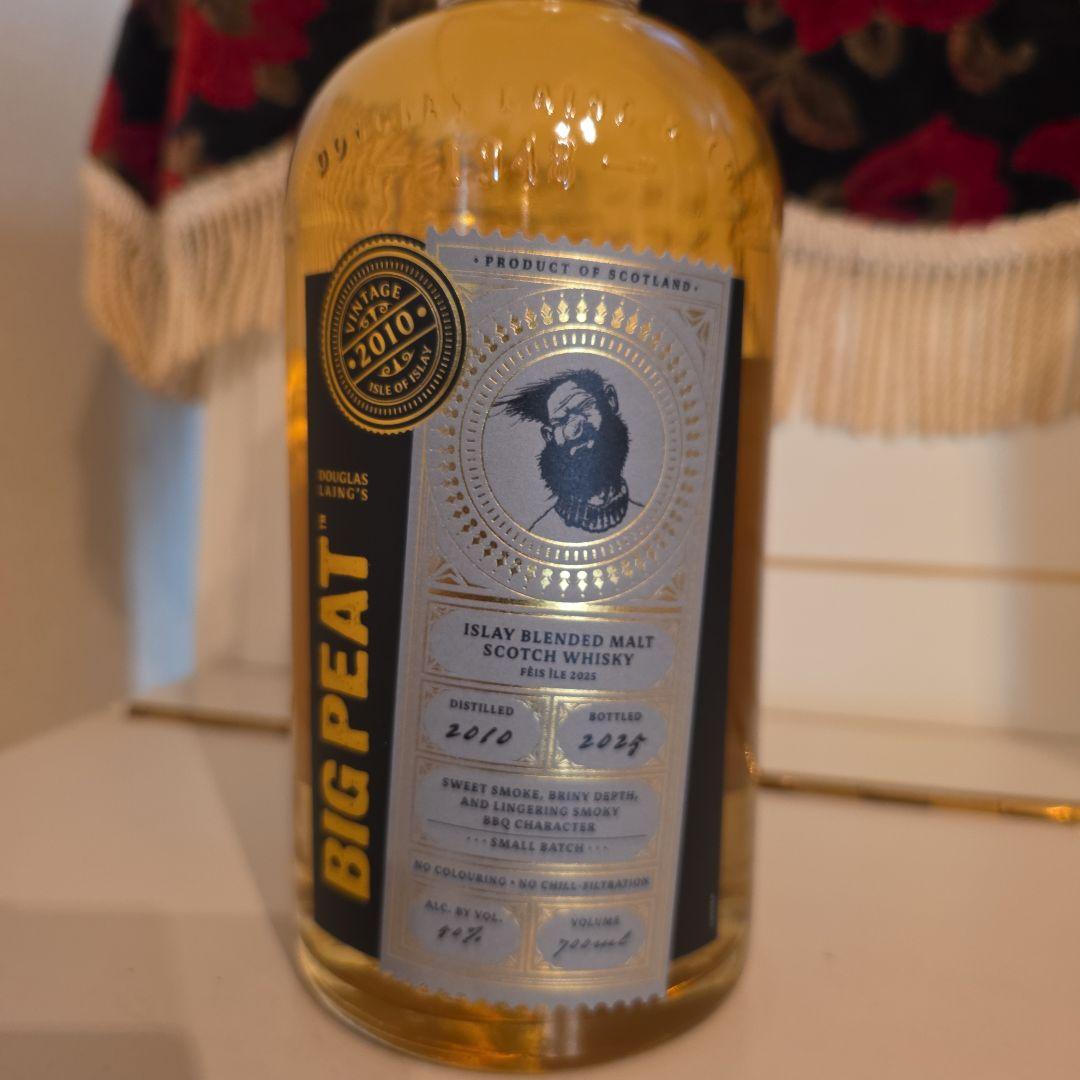 DOUGLAS LAING & CO
1948
VINTAGE
2010
ISLE OF ISLAY
DOUGLAS
LAING'S
BIG PEAT™
• PRODUCT OF SCOTLAND •
ISLAY BLENDED MALT
SCOTCH WHISKY
FÈIS ÌLE 2025
DISTILLED
2010
BOTTLED
2025
SWEET SMOKE, BRINY DEPTH,
AND LINGERING SMOKY
BBQ CHARACTER
• • • SMALL BATCH • • •
NO COLOURING • NO CHILL-FILTRATION
ALC. BY VOL.
VOLUME
700ml